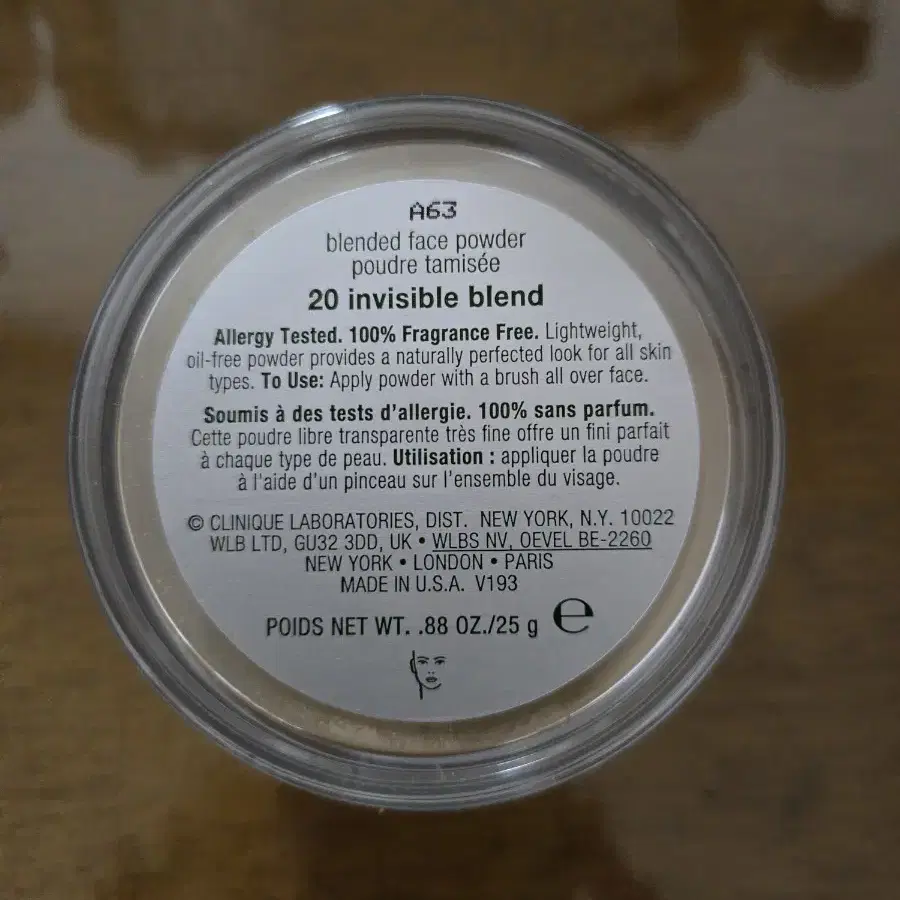 A63
blended face powder
poudre tamisée
20 invisible blend
Allergy Tested. 100% Fragrance Free. Lightweight,
oil-free powder provides a naturally perfected look for all skin
types. To Use: Apply powder with a brush all over face.
Soumis à des tests d'allergie. 100% sans parfum.
Cette poudre libre transparente très fine offre un fini parfait
à chaque type de peau. Utilisation : appliquer la poudre
à l'aide d'un pinceau sur l'ensemble du visage.
© CLINIQUE LABORATORIES, DIST. NEW YORK, N.Y. 10022
WLB LTD, GU32 3DD, UK • WLBS NV, OEVEL BE-2260
NEW YORK • LONDON • PARIS
MADE IN U.S.A. V193
POIDS NET WT. .88 OZ./25 g ℮